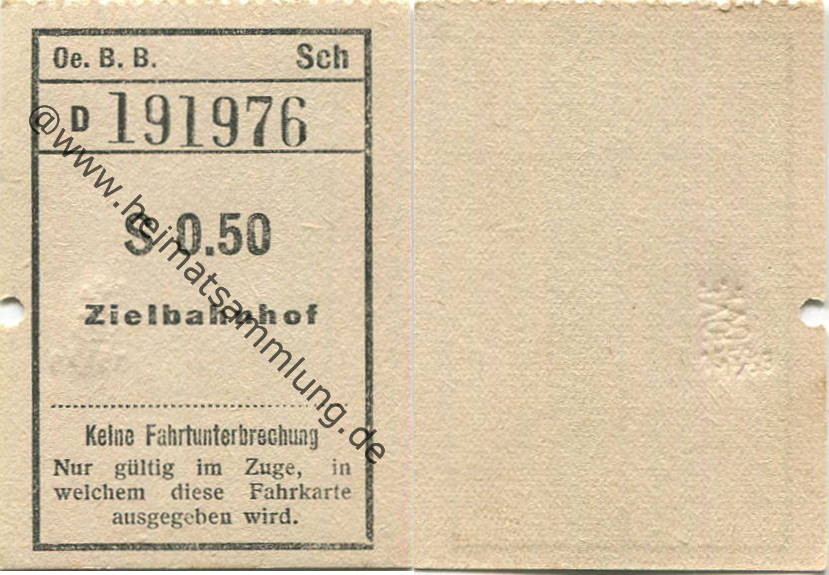 Oe. B. B. Sch
D 191976
S 0.50
Zielbahnhof
Keine Fahrtunterbrechung
Nur gültig im Zuge, in
welchem diese Fahrkarte
ausgegeben wird.
@www.heimatsammlung.de